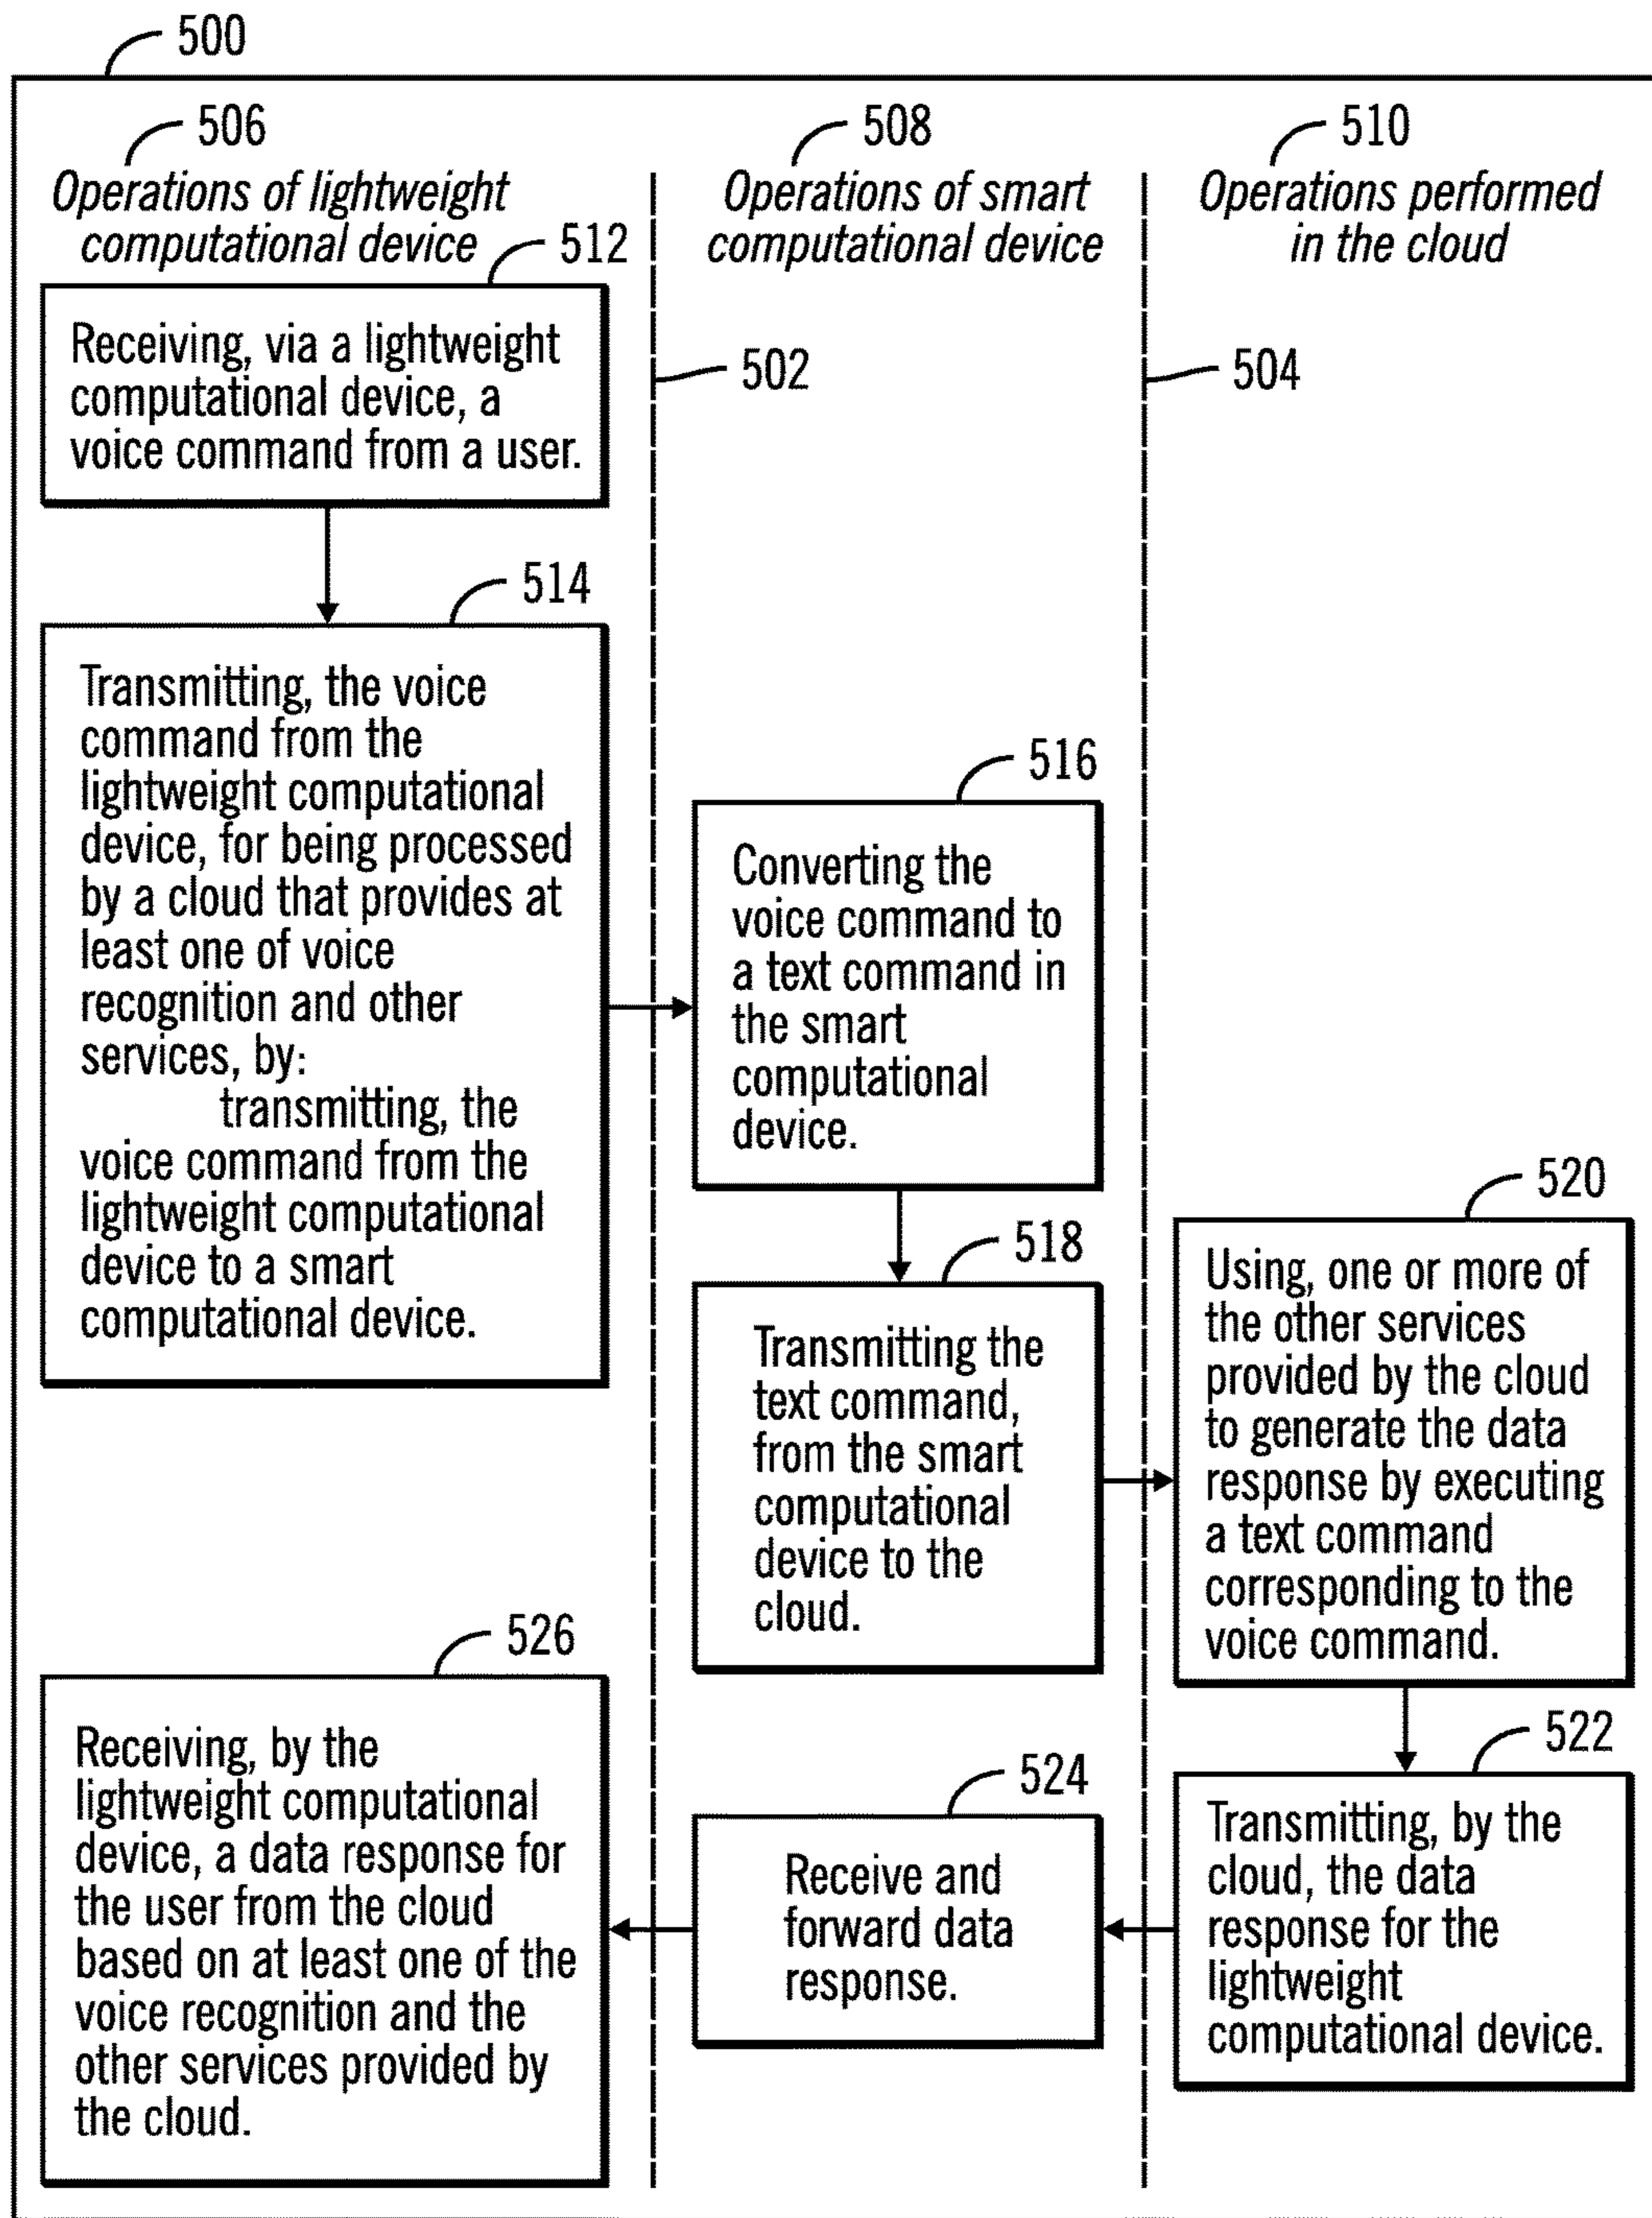 500
506
Operations of lightweight
computational device
508
Operations of smart
computational device
510
Operations performed
in the cloud
512
Receiving, via a lightweight
computational device, a
voice command from a user.
502
504
514
Transmitting, the voice
command from the
lightweight computational
device, for being processed
by a cloud that provides at
least one of voice
recognition and other
services, by:
transmitting, the
voice command from the
lightweight computational
device to a smart
computational device.
516
Converting the
voice command to
a text command in
the smart
computational
device.
518
Transmitting the
text command,
from the smart
computational
device to the
cloud.
520
Using, one or more of
the other services
provided by the cloud
to generate the data
response by executing
a text command
corresponding to the
voice command.
522
Transmitting, by the
cloud, the data
response for the
lightweight
computational device.
524
Receive and
forward data
response.
526
Receiving, by the
lightweight computational
device, a data response for
the user from the cloud
based on at least one of the
voice recognition and the
other services provided by
the cloud.